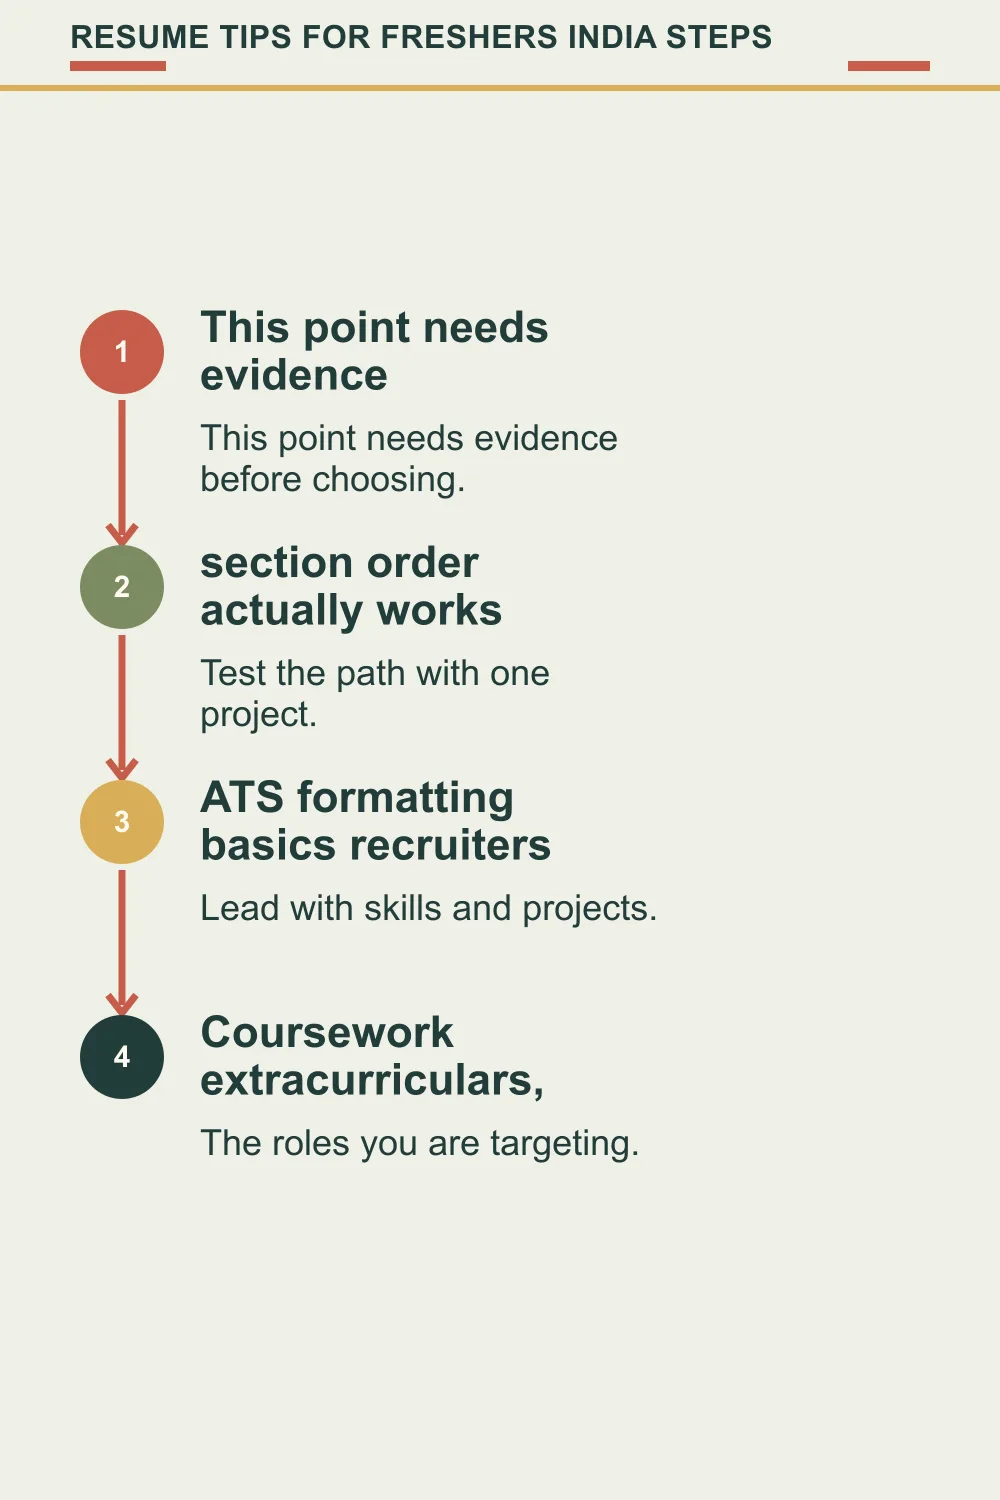 RESUME TIPS FOR FRESHERS INDIA STEPS
1
This point needs
evidence
This point needs evidence
before choosing.
2
section order
actually works
Test the path with one
project.
3
ATS formatting
basics recruiters
Lead with skills and projects.
4
Coursework
extracurriculars,
The roles you are targeting.